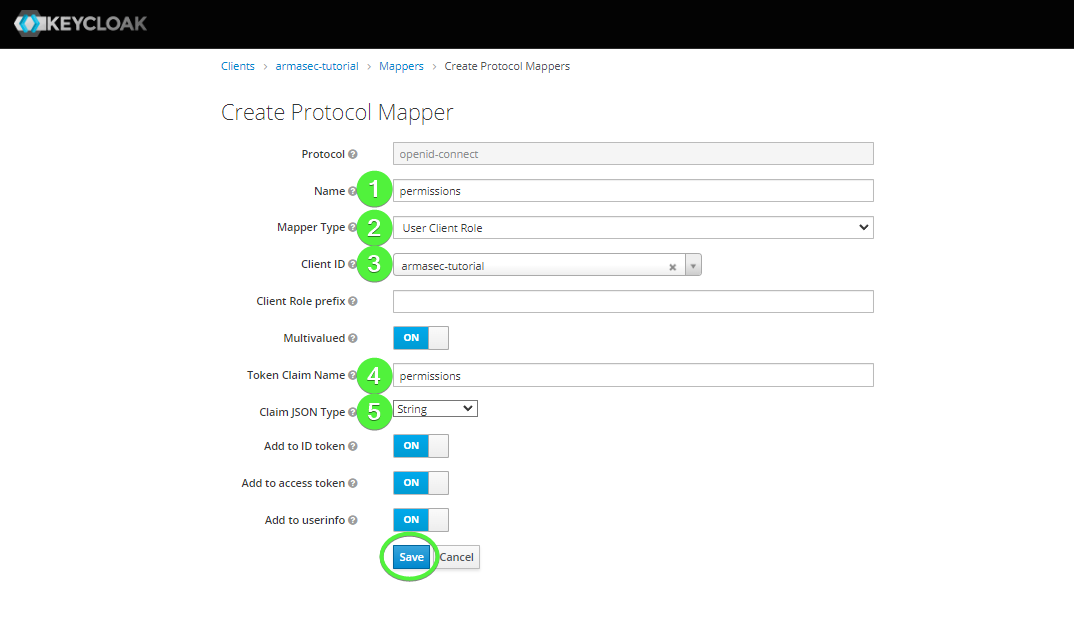 KEYCLOAK
Clients > armasec-tutorial > Mappers > Create Protocol Mappers
Create Protocol Mapper
Protocol ? openid-connect
Name ? 1 permissions
Mapper Type ? 2 User Client Role
Client ID ? 3 armasec-tutorial ×
Client Role prefix ?
Multivalued ? ON
Token Claim Name ? 4 permissions
Claim JSON Type ? 5 String
Add to ID token ? ON
Add to access token ? ON
Add to userinfo ? ON
Save Cancel